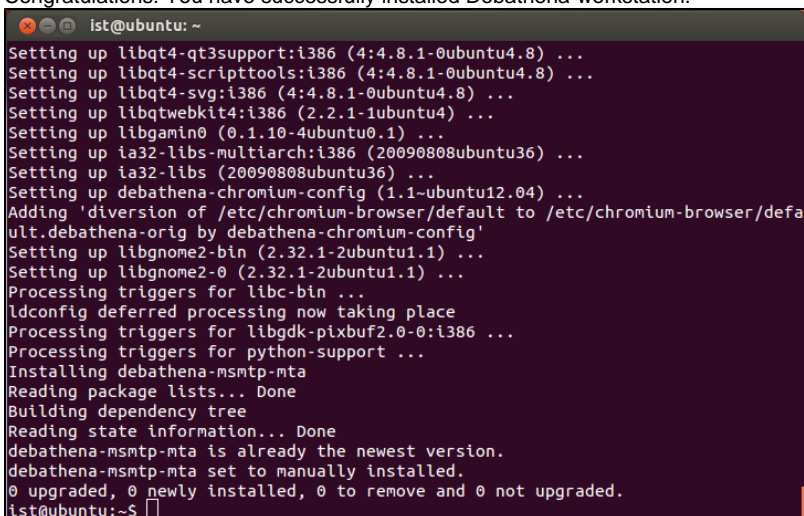 Congratulations! You have successfully installed Debathena-workstation.
ist@ubuntu: ~
Setting up libqt4-qt3support:i386 (4:4.8.1-0ubuntu4.8) ...
Setting up libqt4-scripttools:i386 (4:4.8.1-0ubuntu4.8) ...
Setting up libqt4-svg:i386 (4:4.8.1-0ubuntu4.8) ...
Setting up libqtwebkit4:i386 (2.2.1-1ubuntu4) ...
Setting up libgamin0 (0.1.10-4ubuntu0.1) ...
Setting up ia32-libs-multiarch:i386 (20090808ubuntu36) ...
Setting up ia32-libs (20090808ubuntu36) ...
Setting up debathena-chromium-config (1.1~ubuntu12.04) ...
Adding 'diversion of /etc/chromium-browser/default to /etc/chromium-browser/defa
ult.debathena-orig by debathena-chromium-config'
Setting up libgnome2-bin (2.32.1-2ubuntu1.1) ...
Setting up libgnome2-0 (2.32.1-2ubuntu1.1) ...
Processing triggers for libc-bin ...
ldconfig deferred processing now taking place
Processing triggers for libgdk-pixbuf2.0-0:i386 ...
Processing triggers for python-support ...
Installing debathena-msmtp-mta
Reading package lists... Done
Building dependency tree
Reading state information... Done
debathena-msmtp-mta is already the newest version.
debathena-msmtp-mta set to manually installed.
0 upgraded, 0 newly installed, 0 to remove and 0 not upgraded.
ist@ubuntu:~$